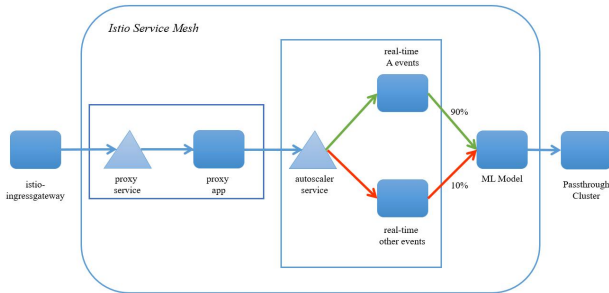 Istio Service Mesh
real-time
A events
90%
istio-
ingressgateway
proxy
service
proxy
app
autoscaler
service
ML Model
Passthrough
Cluster
10%
real-time
other events